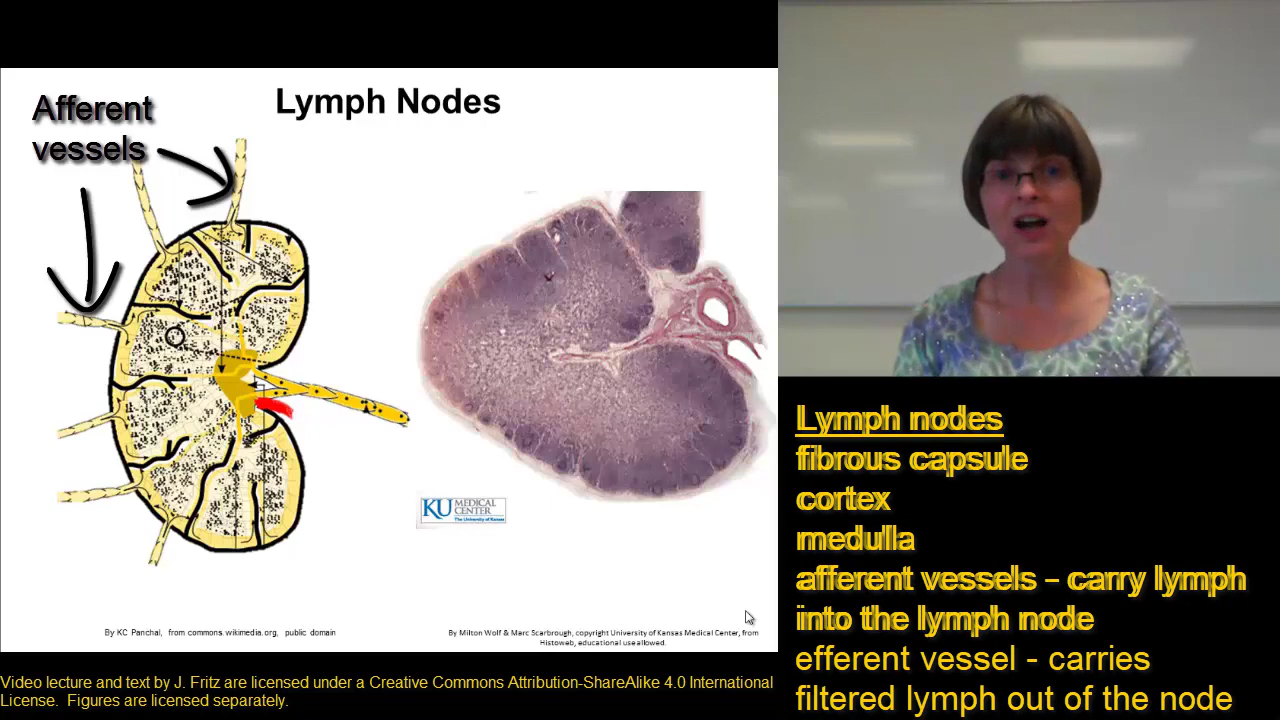 Afferent
vessels
Lymph Nodes
KU MEDICAL
CENTER
The University of Kansas
By KC Panchal, from commons.wikimedia.org, public domain
By Milton Wolf & Marc Scarbrough, copyright University of Kansas Medical Center, from
Histoweb, educational use allowed.
Video lecture and text by J. Fritz are licensed under a Creative Commons Attribution-ShareAlike 4.0 International
License. Figures are licensed separately.
Lymph nodes
fibrous capsule
cortex
medulla
afferent vessels – carry lymph
into the lymph node
efferent vessel - carries
filtered lymph out of the node